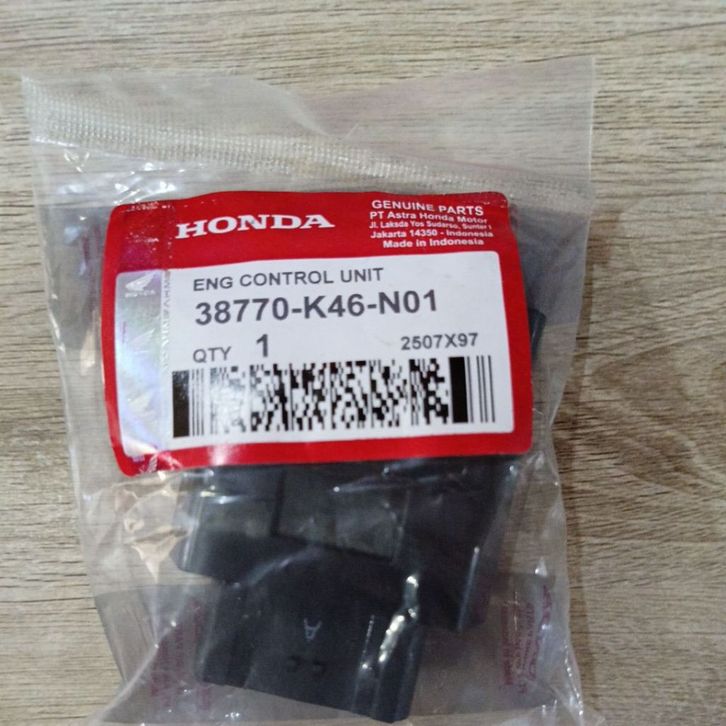 HONDA
GENUINE PARTS
PT Astra Honda Motor
Jl. Laksda Yos Sudarso, Sunter 1
Jakarta 14350 - Indonesia
Made in Indonesia
ENG CONTROL UNIT
38770-K46-N01
QTY 1 2507X97
A